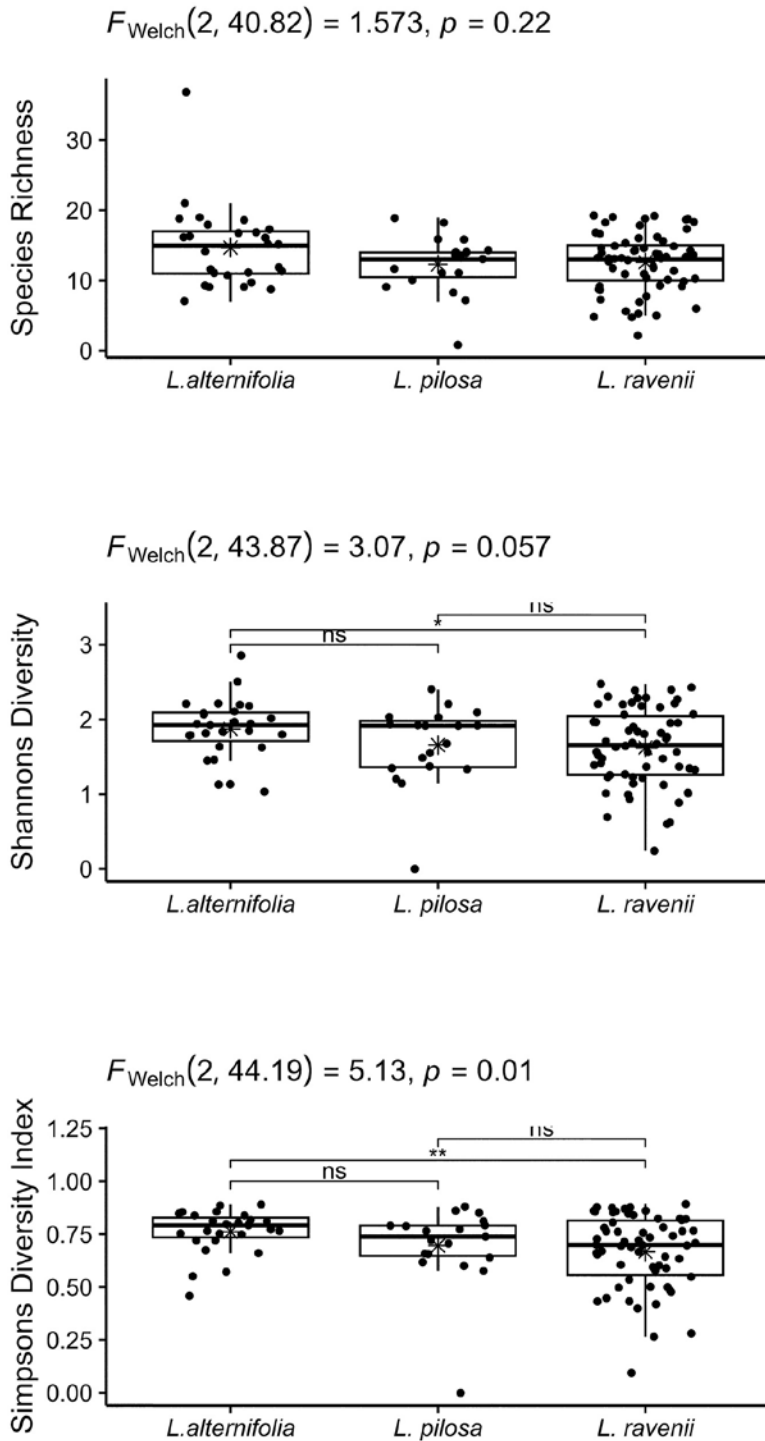 F_Welch(2, 40.82) = 1.573, p = 0.22
Species Richness
30
20
10
0
L.alternifolia L. pilosa L. ravenii
F_Welch(2, 43.87) = 3.07, p = 0.057
Shannons Diversity
ns
*
ns
3
2
1
0
L.alternifolia L. pilosa L. ravenii
F_Welch(2, 44.19) = 5.13, p = 0.01
Simpsons Diversity Index
1.25
ns
**
ns
1.00
0.75
0.50
0.25
0.00
L.alternifolia L. pilosa L. ravenii